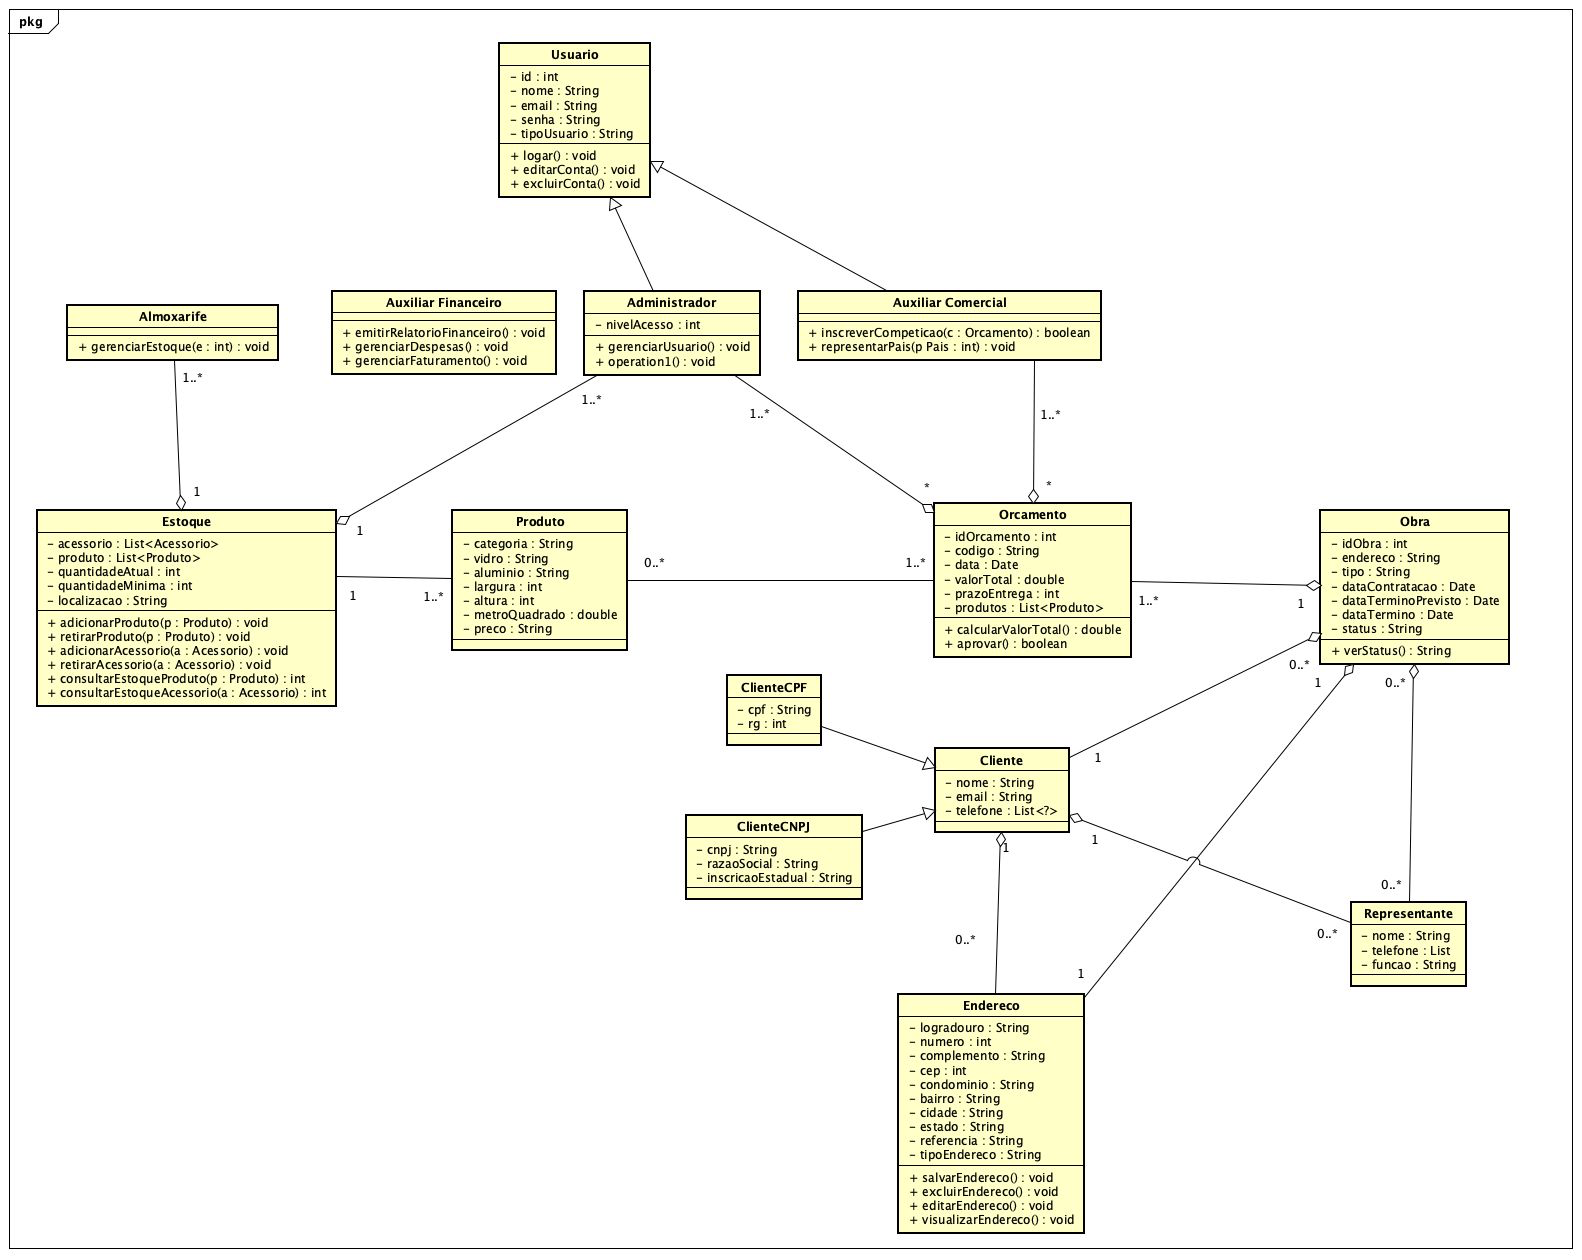 pkg
Usuario
- id : int
- nome : String
- email : String
- senha : String
- tipoUsuario : String
+ logar() : void
+ editarConta() : void
+ excluirConta() : void
Almoxarife
+ gerenciarEstoque(e : int) : void
Auxiliar Financeiro
+ emitirRelatorioFinanceiro() : void
+ gerenciarDespesas() : void
+ gerenciarFaturamento() : void
Administrador
- nivelAcesso : int
+ gerenciarUsuario() : void
+ operation1() : void
Auxiliar Comercial
+ inscreverCompeticao(c : Orcamento) : boolean
+ representarPais(p Pais : int) : void
1..*
1..*
1..*
1..*
1
1
*
*
Estoque
- acessorio : List<Acessorio>
- produto : List<Produto>
- quantidadeAtual : int
- quantidadeMinima : int
- localizacao : String
+ adicionarProduto(p : Produto) : void
+ retirarProduto(p : Produto) : void
+ adicionarAcessorio(a : Acessorio) : void
+ retirarAcessorio(a : Acessorio) : void
+ consultarEstoqueProduto(p : Produto) : int
+ consultarEstoqueAcessorio(a : Acessorio) : int
1
1..*
Produto
- categoria : String
- vidro : String
- aluminio : String
- largura : int
- altura : int
- metroQuadrado : double
- preco : String
0..*
1..*
Orcamento
- idOrcamento : int
- codigo : String
- data : Date
- valorTotal : double
- prazoEntrega : int
- produtos : List<Produto>
+ calcularValorTotal() : double
+ aprovar() : boolean
1..*
1
Obra
- idObra : int
- endereco : String
- tipo : String
- dataContratacao : Date
- dataTerminoPrevisto : Date
- dataTermino : Date
- status : String
+ verStatus() : String
0..*
1
0..*
ClienteCPF
- cpf : String
- rg : int
Cliente
- nome : String
- email : String
- telefone : List<?>
1
1
1
ClienteCNPJ
- cnpj : String
- razaoSocial : String
- inscricaoEstadual : String
0..*
0..*
0..*
1
Representante
- nome : String
- telefone : List
- funcao : String
Endereco
- logradouro : String
- numero : int
- complemento : String
- cep : int
- condominio : String
- bairro : String
- cidade : String
- estado : String
- referencia : String
- tipoEndereco : String
+ salvarEndereco() : void
+ excluirEndereco() : void
+ editarEndereco() : void
+ visualizarEndereco() : void